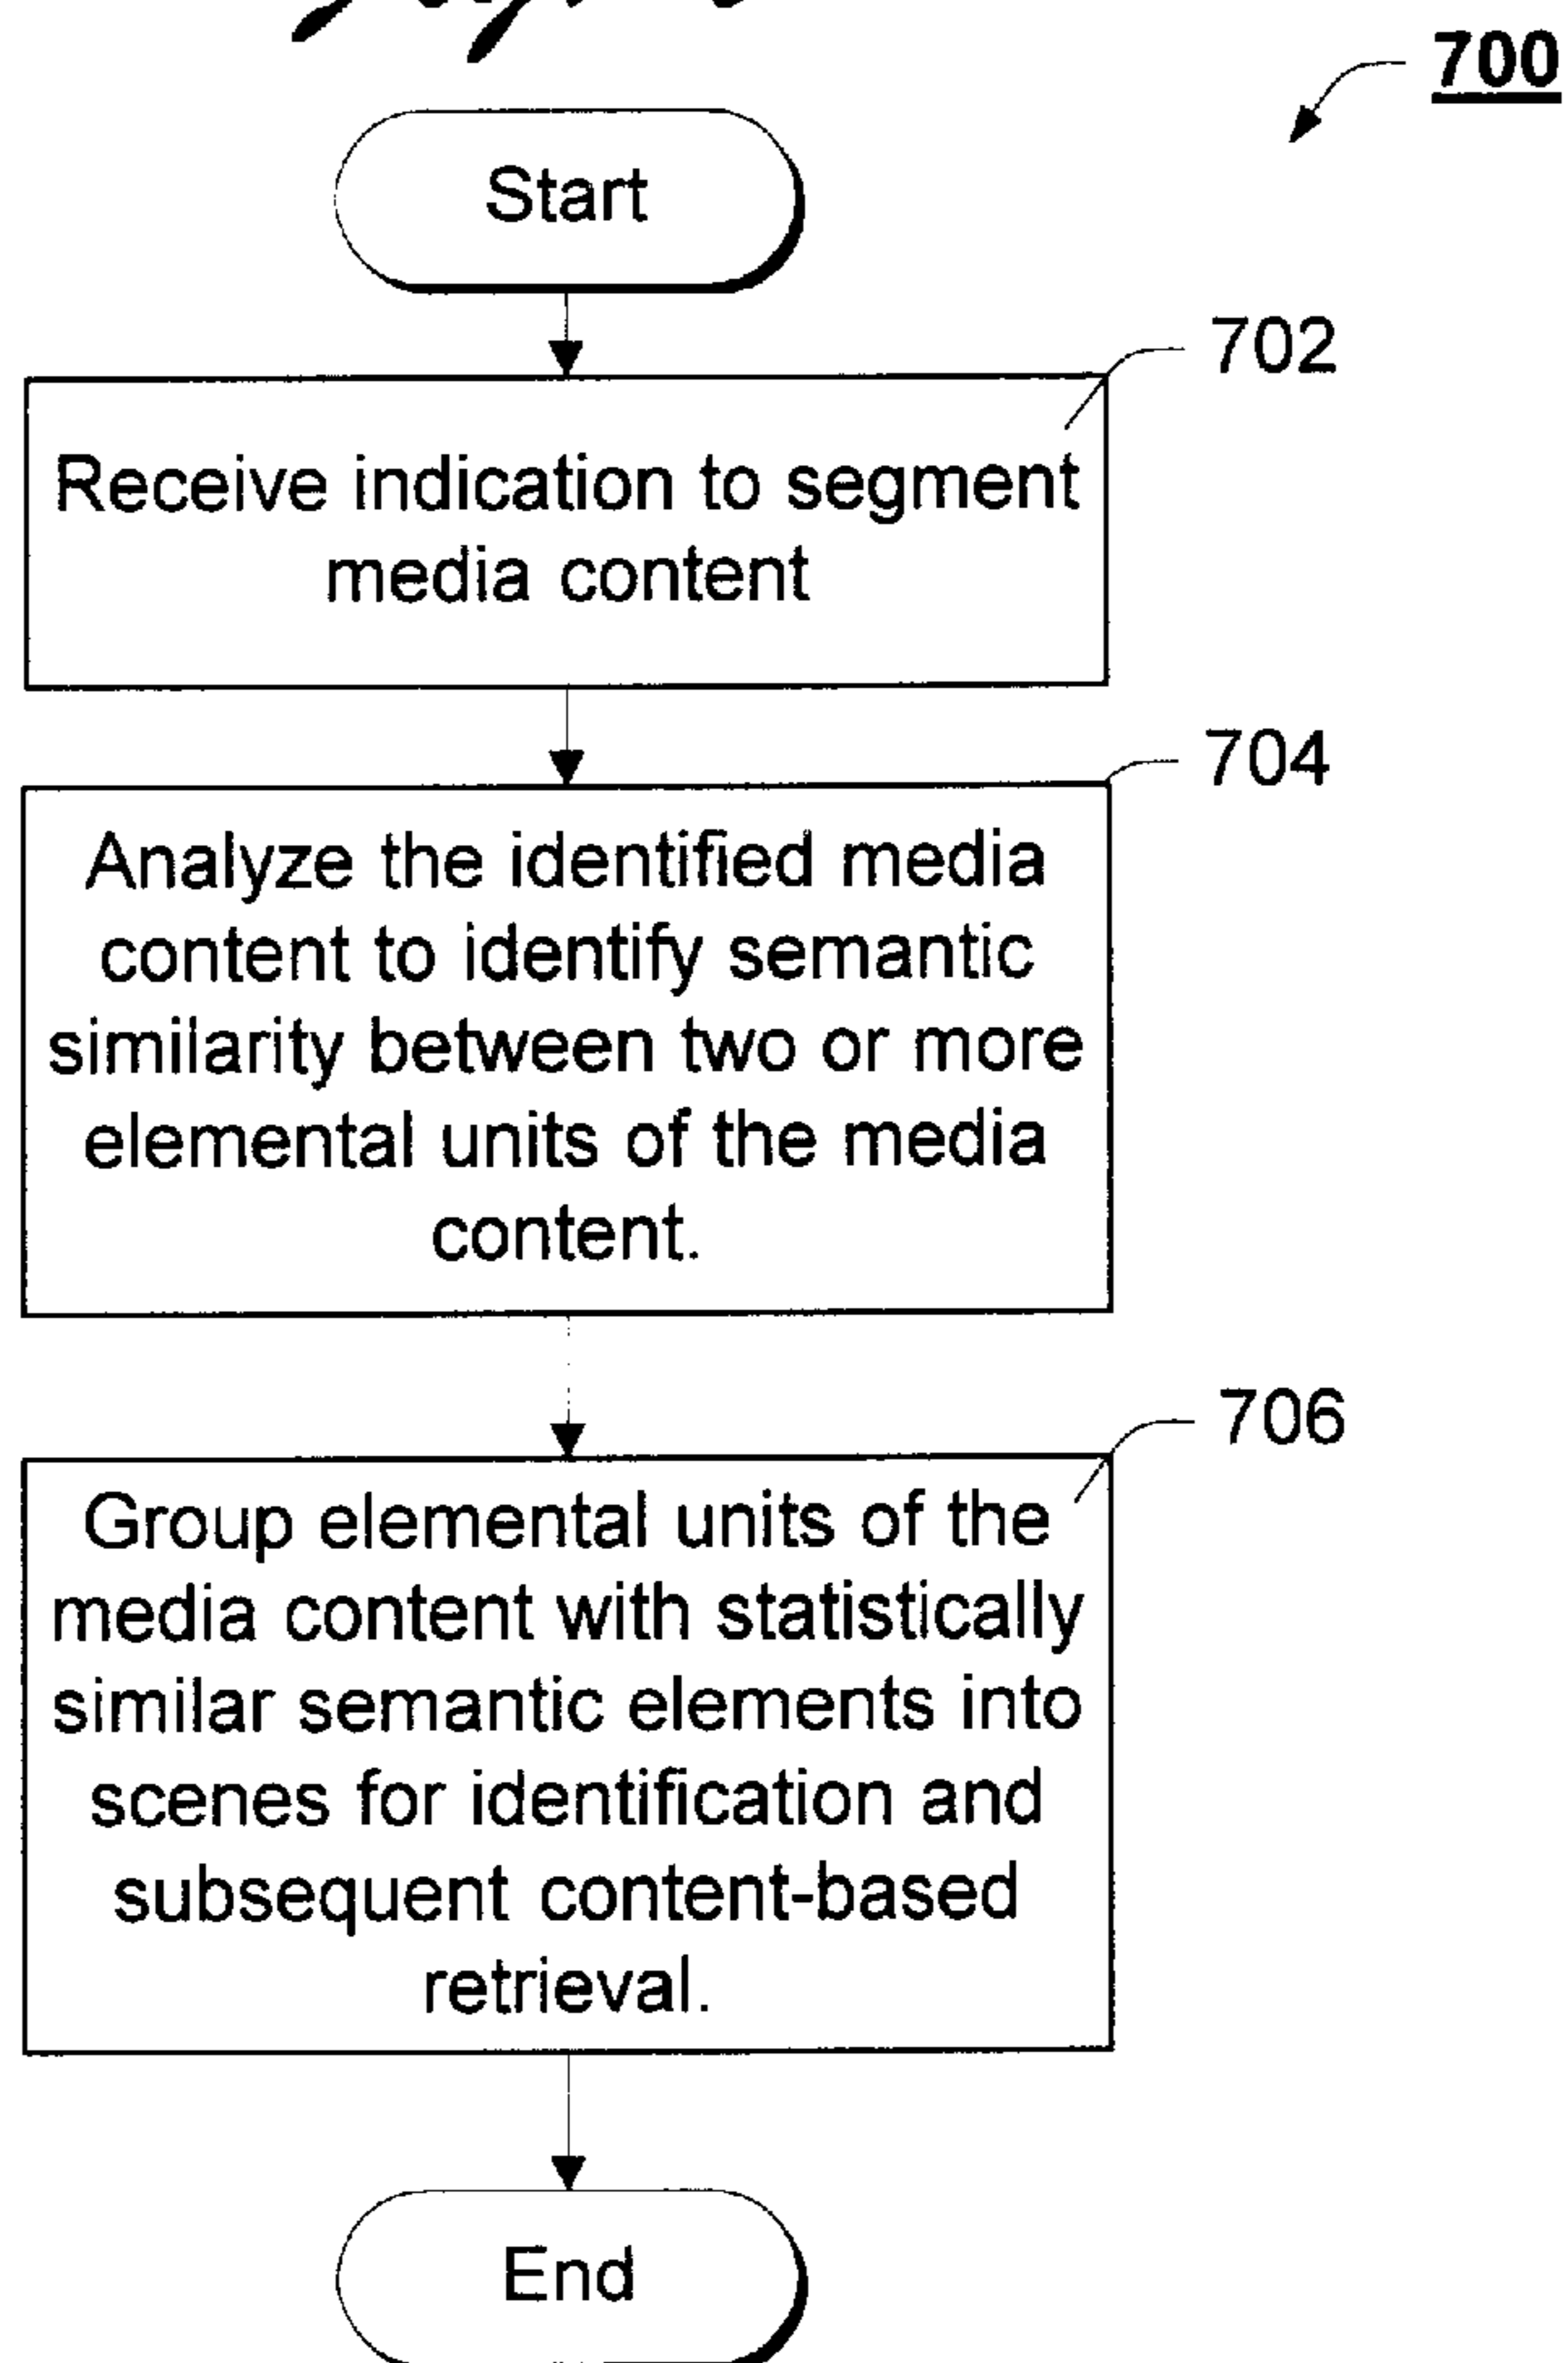 700
Start
702
Receive indication to segment
media content
704
Analyze the identified media
content to identify semantic
similarity between two or more
elemental units of the media
content.
706
Group elemental units of the
media content with statistically
similar semantic elements into
scenes for identification and
subsequent content-based
retrieval.
End